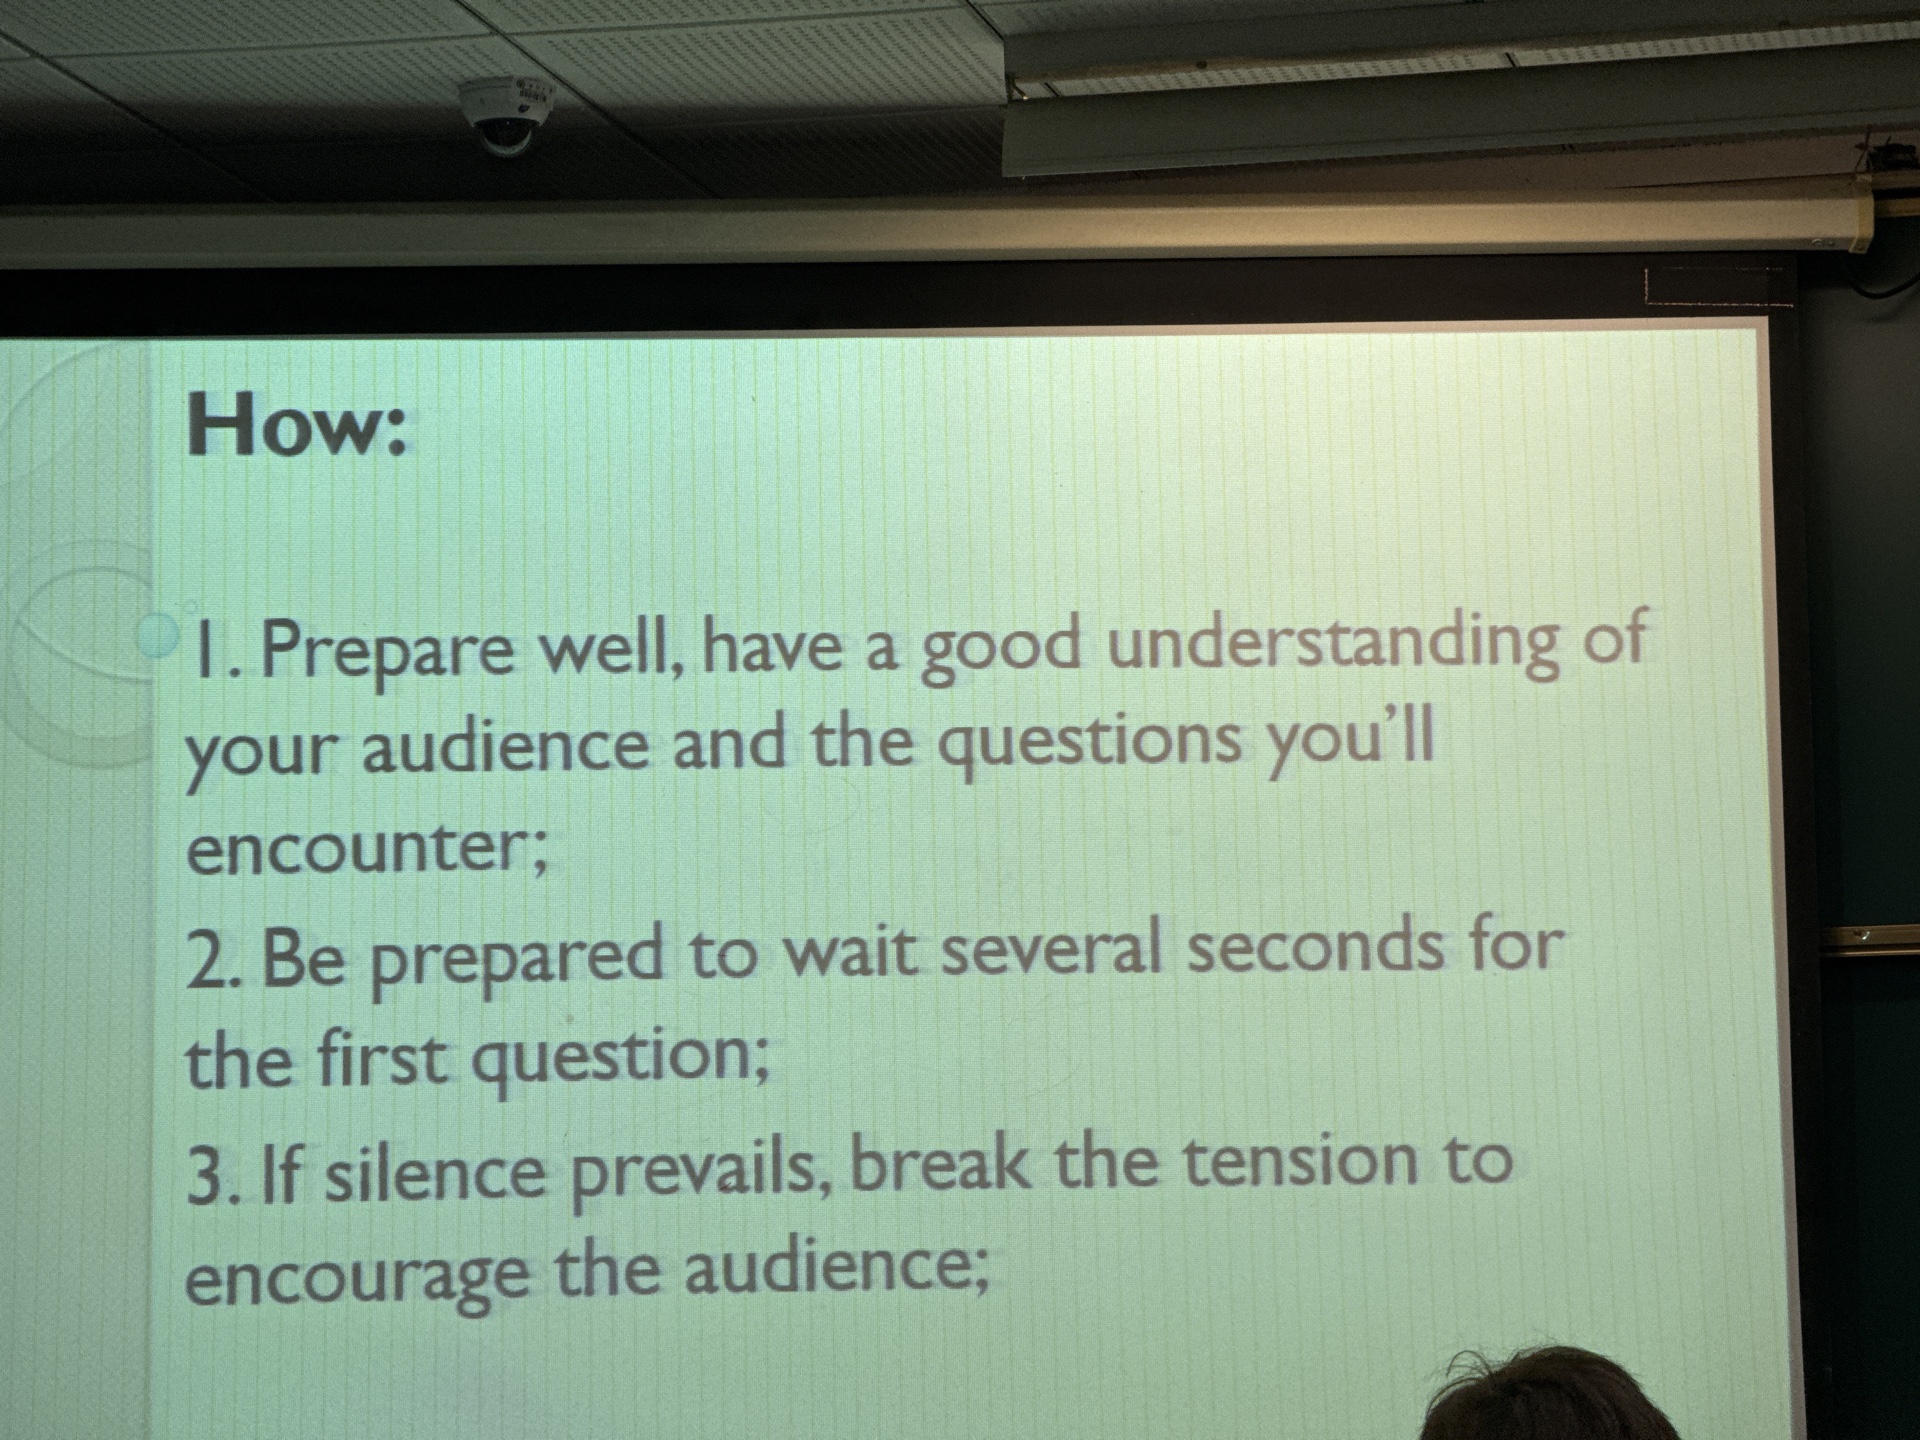 How:
1. Prepare well, have a good understanding of
your audience and the questions you'll
encounter;
2. Be prepared to wait several seconds for
the first question;
3. If silence prevails, break the tension to
encourage the audience;